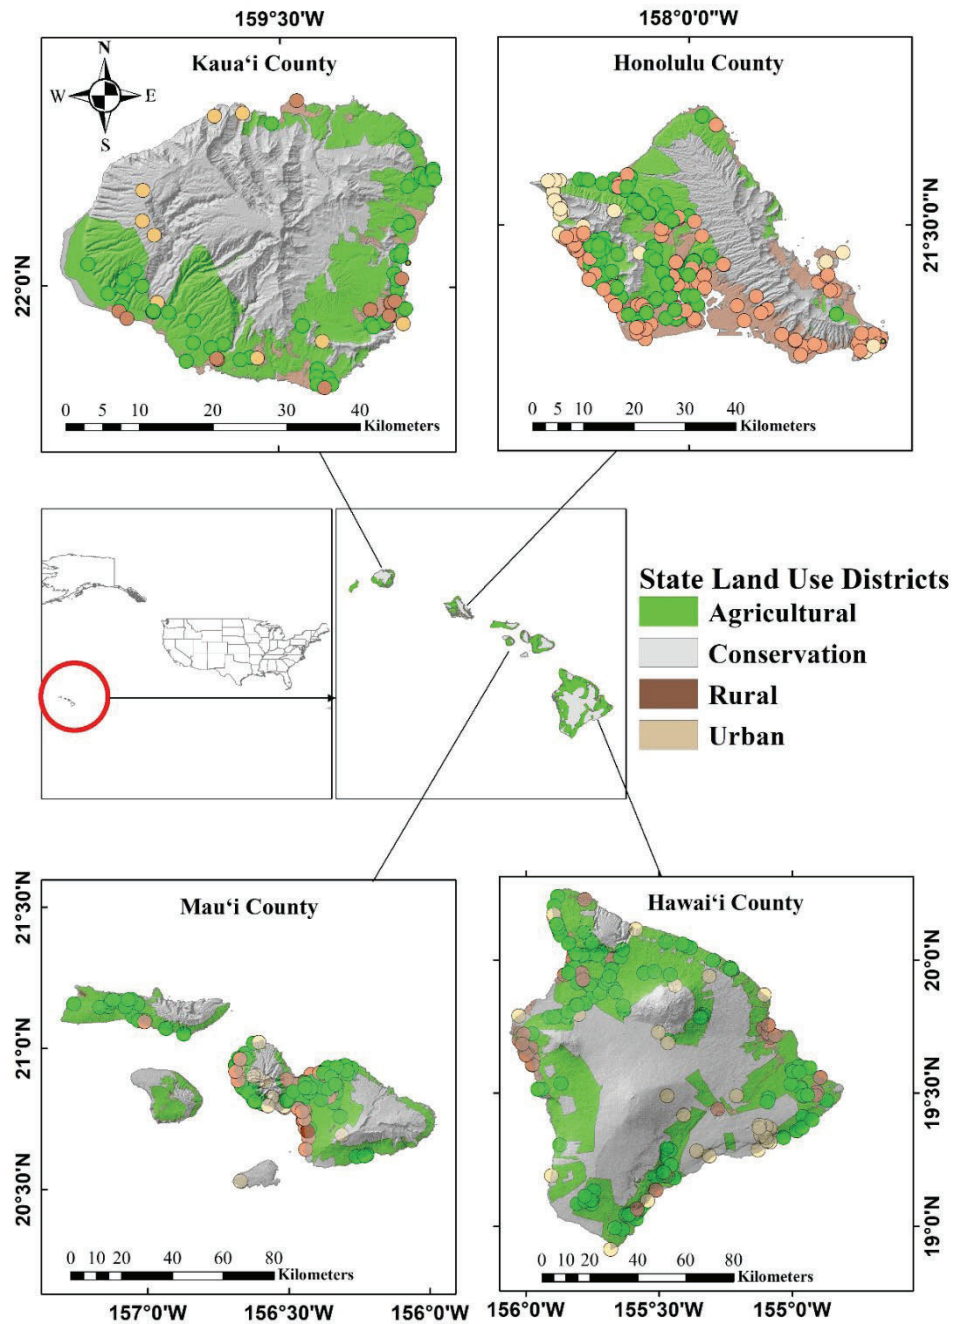 159°30'W
158°0'0"W
Kaua‘i County
Honolulu County
N
W E
S
22°0'N
21°30'N
0 5 10 20 30 40
Kilometers
0 5 10 20 30 40
Kilometers
State Land Use Districts
Agricultural
Conservation
Rural
Urban
Mau‘i County
Hawai‘i County
21°30'N
21°0'N
20°30'N
20°0'N
19°30'N
19°0'N
0 10 20 40 60 80
Kilometers
0 10 20 40 60 80
Kilometers
157°0'W 156°30'W 156°0'W
156°0'W 155°30'W 155°0'W